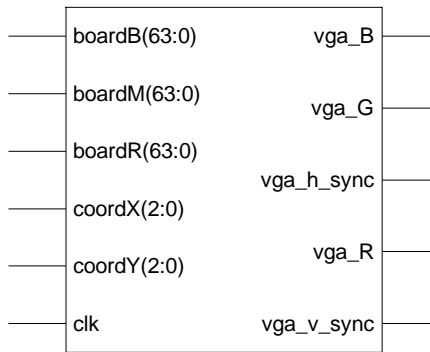 boardB(63:0)
boardM(63:0)
boardR(63:0)
coordX(2:0)
coordY(2:0)
clk
vga_B
vga_G
vga_h_sync
vga_R
vga_v_sync